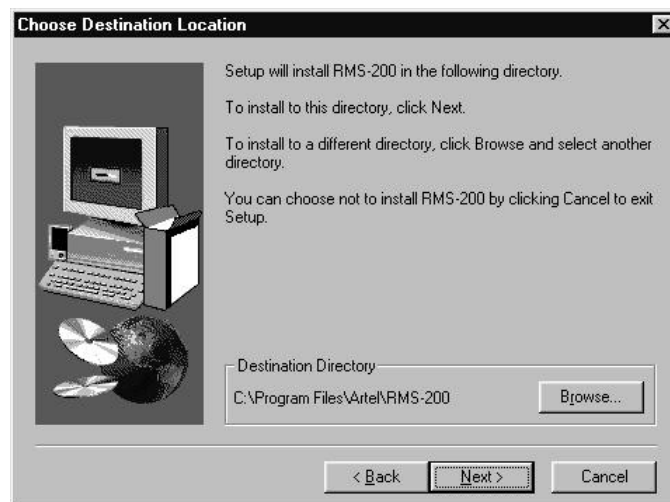 Choose Destination Location
Setup will install RMS-200 in the following directory.
To install to this directory, click Next.
To install to a different directory, click Browse and select another
directory.
You can choose not to install RMS-200 by clicking Cancel to exit
Setup.
Destination Directory
C:\Program Files\Artel\RMS-200
Browse...
< Back
Next >
Cancel